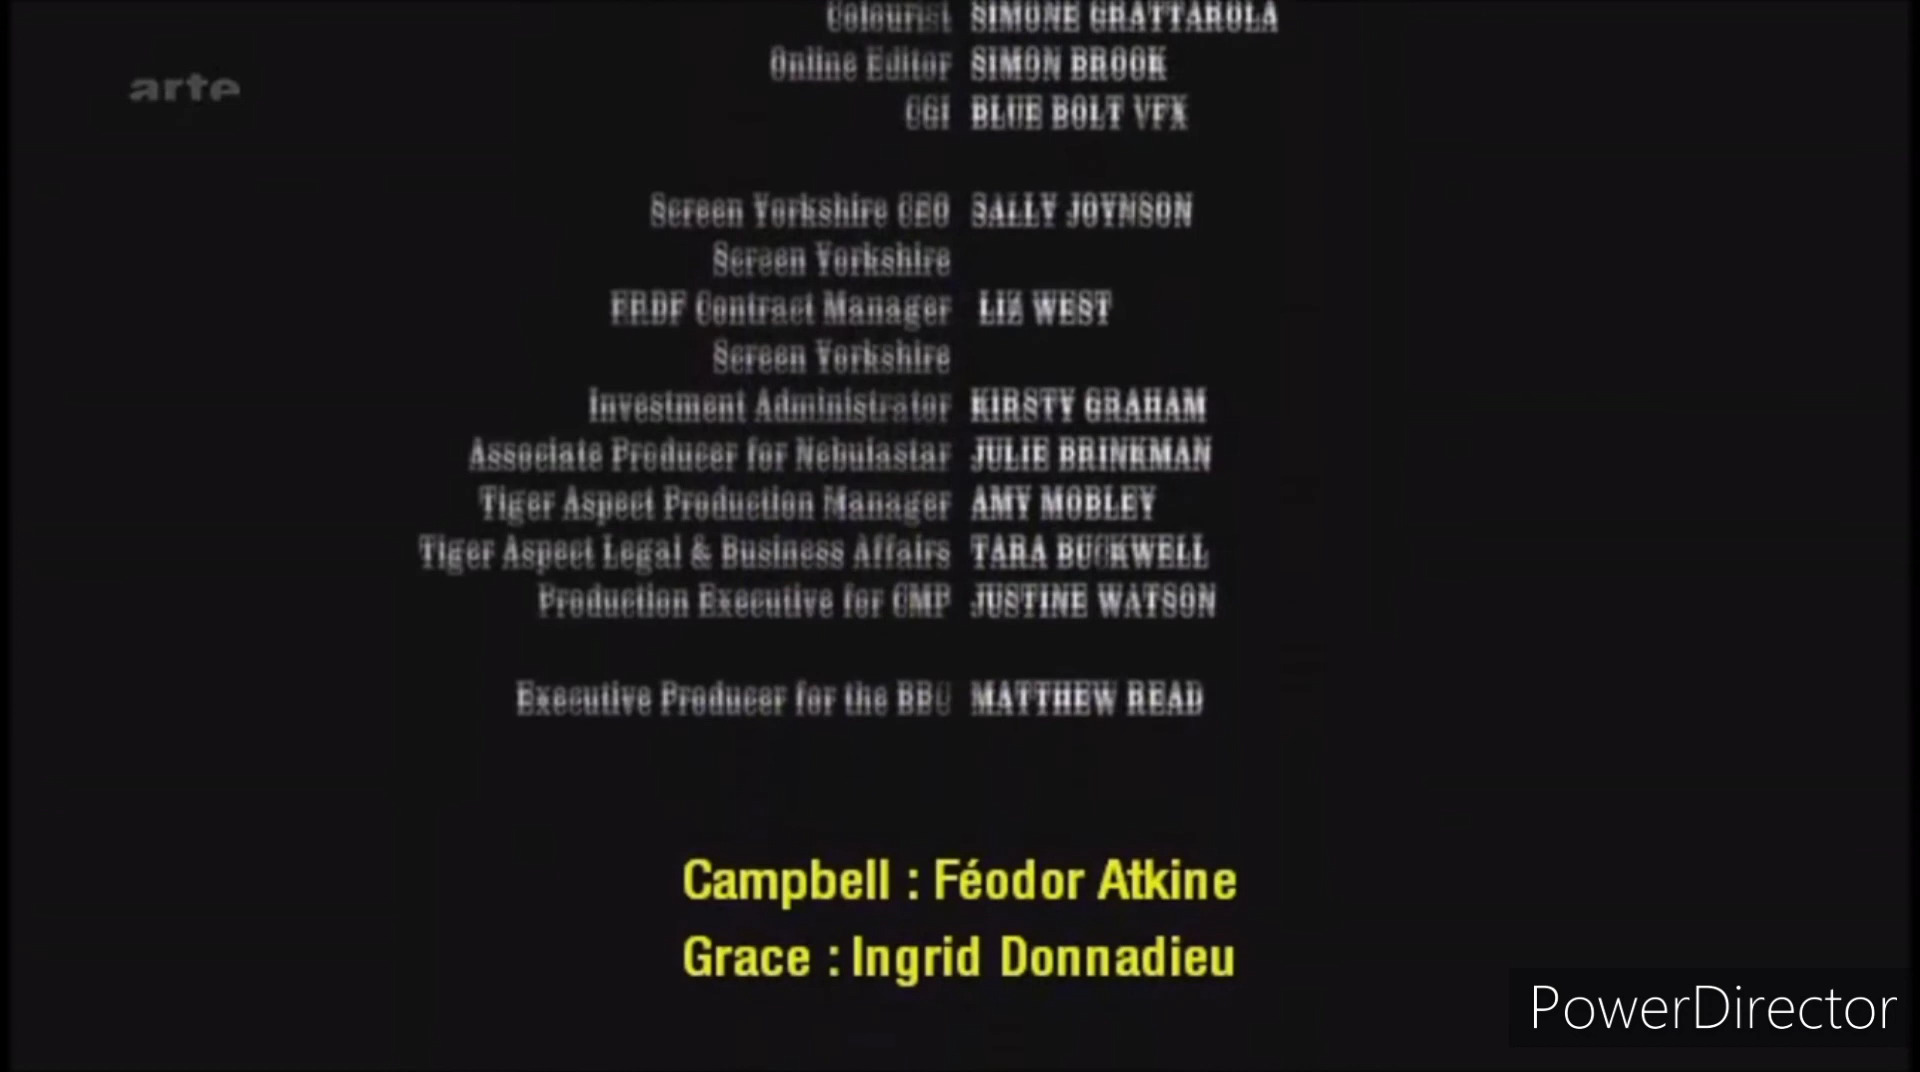 Colourist SIMONE GRATTAROLA
arte
Online Editor SIMON BROOK
CGI BLUE BOLT VFX
Screen Yorkshire CEO SALLY JOYNSON
Screen Yorkshire
ERDF Contract Manager LIZ WEST
Screen Yorkshire
Investment Administrator KIRSTY GRAHAM
Associate Producer for Nebulastar JULIE BRINKMAN
Tiger Aspect Production Manager AMY MOBLEY
Tiger Aspect Legal & Business Affairs TARA BUCKWELL
Production Executive for CMP JUSTINE WATSON
Executive Producer for the BBC MATTHEW READ
Campbell : Féodor Atkine
Grace : Ingrid Donnadieu
PowerDirector